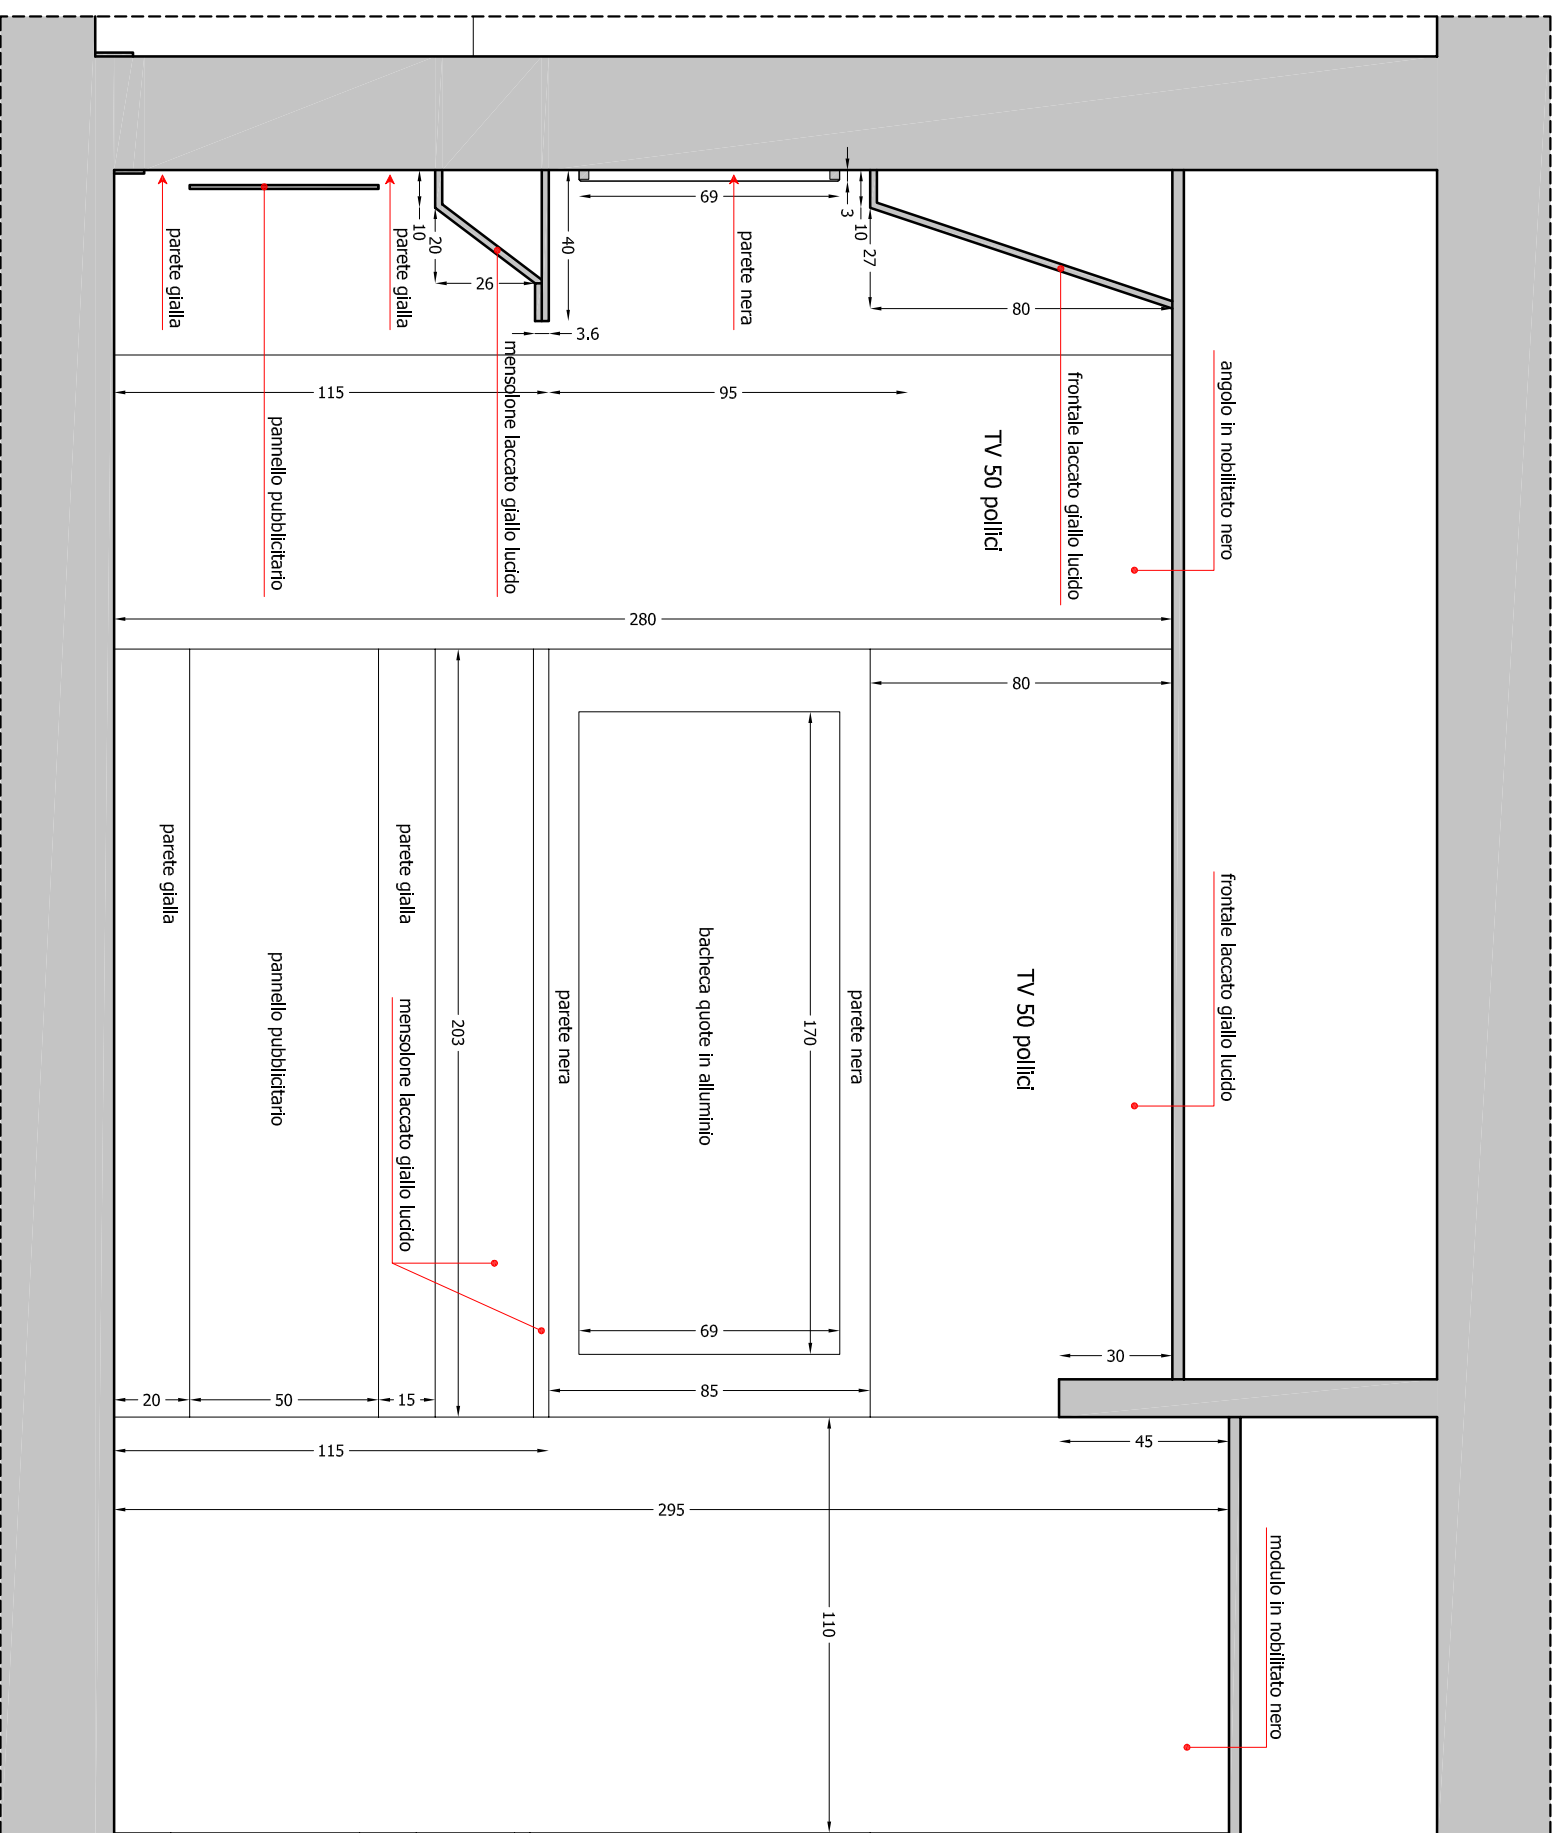 angolo in nobilitato nero
frontale laccato giallo lucido
modulo in nobilitato nero
80
27
10
3
frontale laccato giallo lucido
TV 50 pollici
80
TV 50 pollici
30
45
69
parete nera
95
parete nera
170
bacheca quote in alluminio
69
85
parete nera
110
40
3.6
26
20
10
mensolone laccato giallo lucido
280
203
mensolone laccato giallo lucido
295
parete gialla
115
parete gialla
15
pannello pubblicitario
pannello pubblicitario
50
parete gialla
parete gialla
20
115